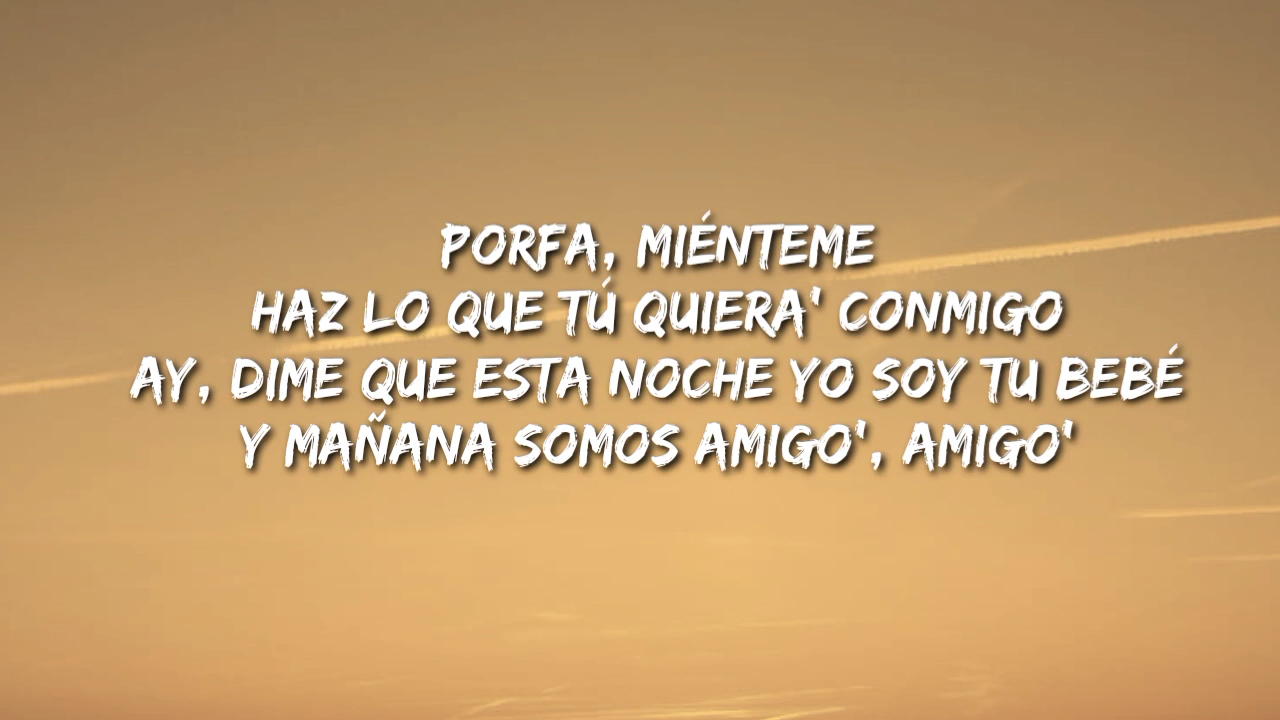 PORFA, MIÉNTEME
HAZ LO QUE TÚ QUIERA' CONMIGO
AY, DIME QUE ESTA NOCHE YO SOY TU BEBÉ
Y MAÑANA SOMOS AMIGO', AMIGO'